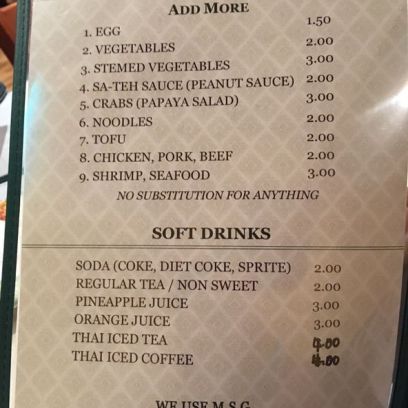 ADD MORE
1. EGG 1.50
2. VEGETABLES 2.00
3. STEMED VEGETABLES 3.00
4. SA-TEH SAUCE (PEANUT SAUCE) 2.00
5. CRABS (PAPAYA SALAD) 3.00
6. NOODLES 2.00
7. TOFU 2.00
8. CHICKEN, PORK, BEEF 2.00
9. SHRIMP, SEAFOOD 3.00
NO SUBSTITUTION FOR ANYTHING
SOFT DRINKS
SODA (COKE, DIET COKE, SPRITE) 2.00
REGULAR TEA / NON SWEET 2.00
PINEAPPLE JUICE 3.00
ORANGE JUICE 3.00
THAI ICED TEA 4.00
THAI ICED COFFEE 4.00
WE USE M.S.G